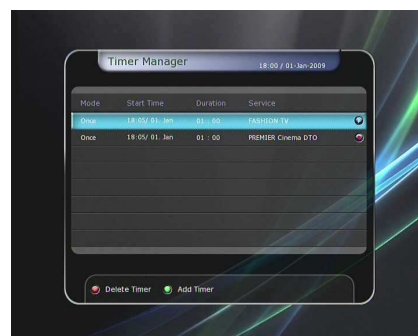 Timer Manager 18:00 / 01-Jan-2009
Mode Start Time Duration Service
Once 18:05/ 01. Jan 01 : 00 FASHION TV
Once 18:05/ 01. Jan 01 : 00 PREMIER Cinema DTO
Delete Timer Add Timer